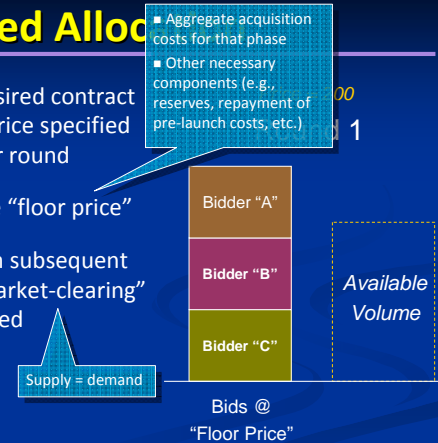 ed Alloc
■ Aggregate acquisition
costs for that phase
■ Other necessary
components (e.g.,
reserves, repayment of
pre-launch costs, etc.)
sired contract
rice specified
r round
“floor price”
n subsequent
arket-clearing”
ed
Supply = demand
00
1
Bidder “A”
Bidder “B”
Bidder “C”
Available
Volume
Bids @
“Floor Price”